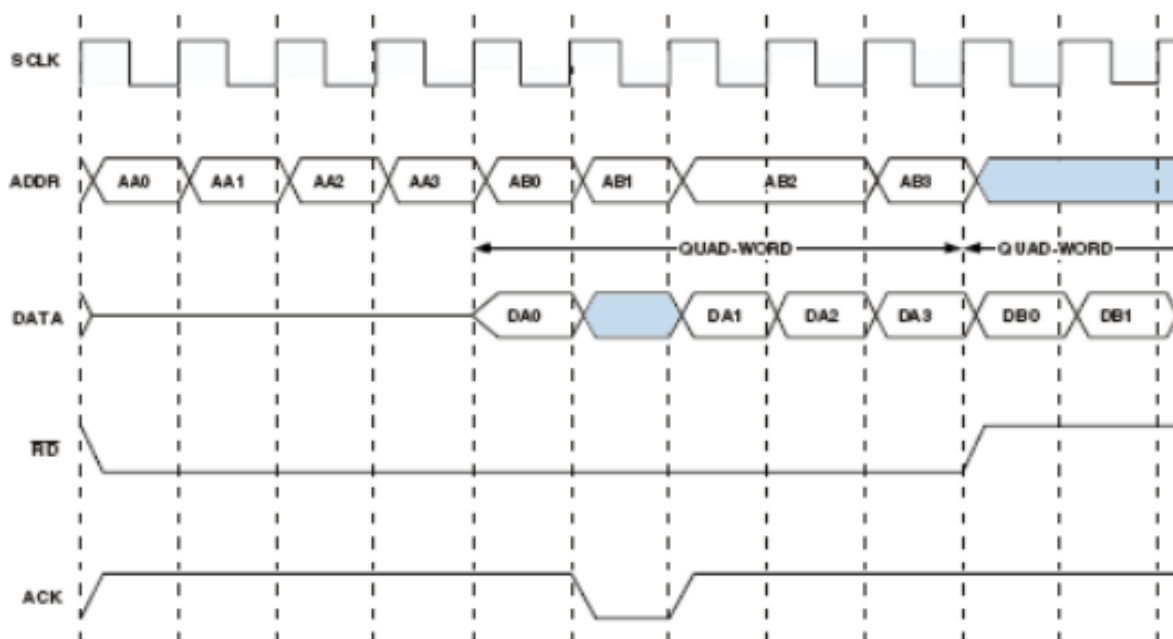 SCLK
ADDR AA0 AA1 AA2 AA3 AB0 AB1 AB2 AB3
QUAD-WORD QUAD-WORD
DATA DA0 DA1 DA2 DA3 DB0 DB1
RD
ACK